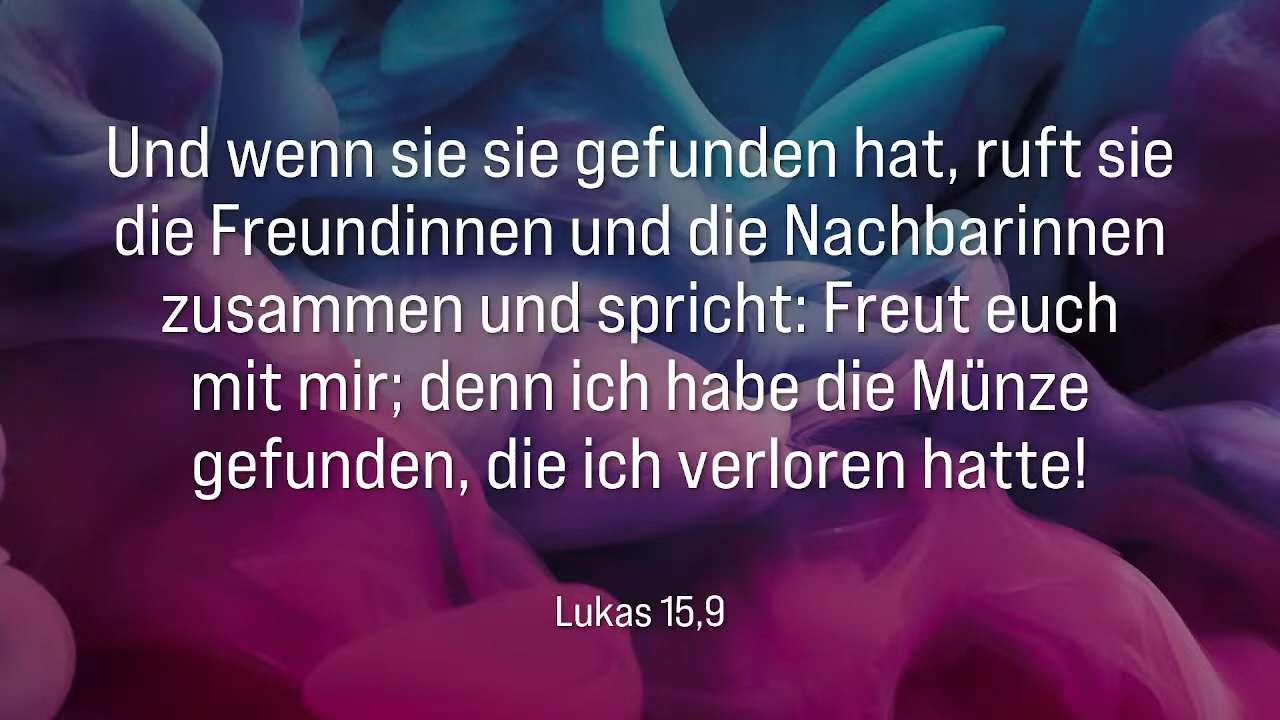 Und wenn sie sie gefunden hat, ruft sie
die Freundinnen und die Nachbarinnen
zusammen und spricht: Freut euch
mit mir; denn ich habe die Münze
gefunden, die ich verloren hatte!
Lukas 15,9